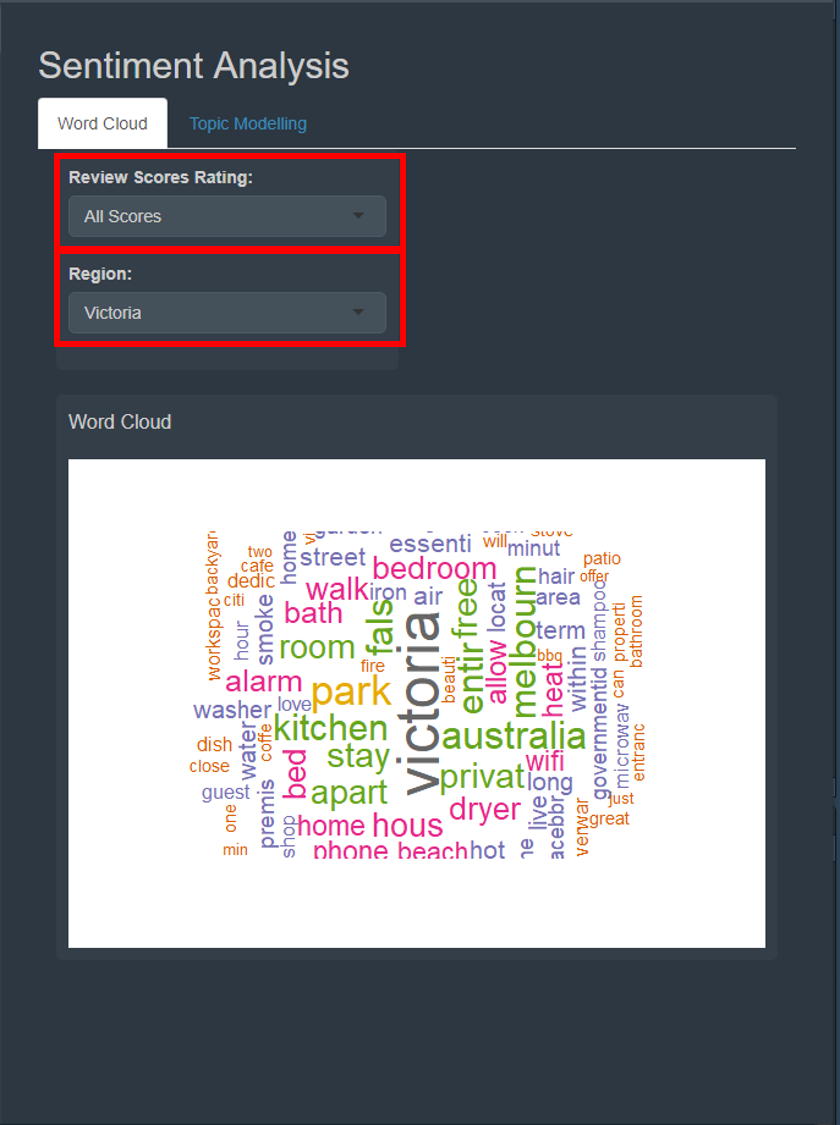 Sentiment Analysis
Word Cloud
Topic Modelling
Review Scores Rating:
All Scores
Region:
Victoria
Word Cloud
backyard
two
home
street
essenti
will
minut
cafe
dedic
bedroom
patio
hair
offer
walk
iron
air
free
locat
melbourn
area
shampoo
citi
workspac
hour
smoke
bath
fals
victoria
term
properti
bathroom
room
fire
beauti
entir
allow
bbq
heat
within
can
alarm
park
washer
love
governmentid
microwav
entranc
kitchen
australia
dish
water
coffe
stay
wifi
close
bed
privat
long
guest
apart
just
one
premis
shop
home
hous
dryer
live
great
min
phone
beach
hot